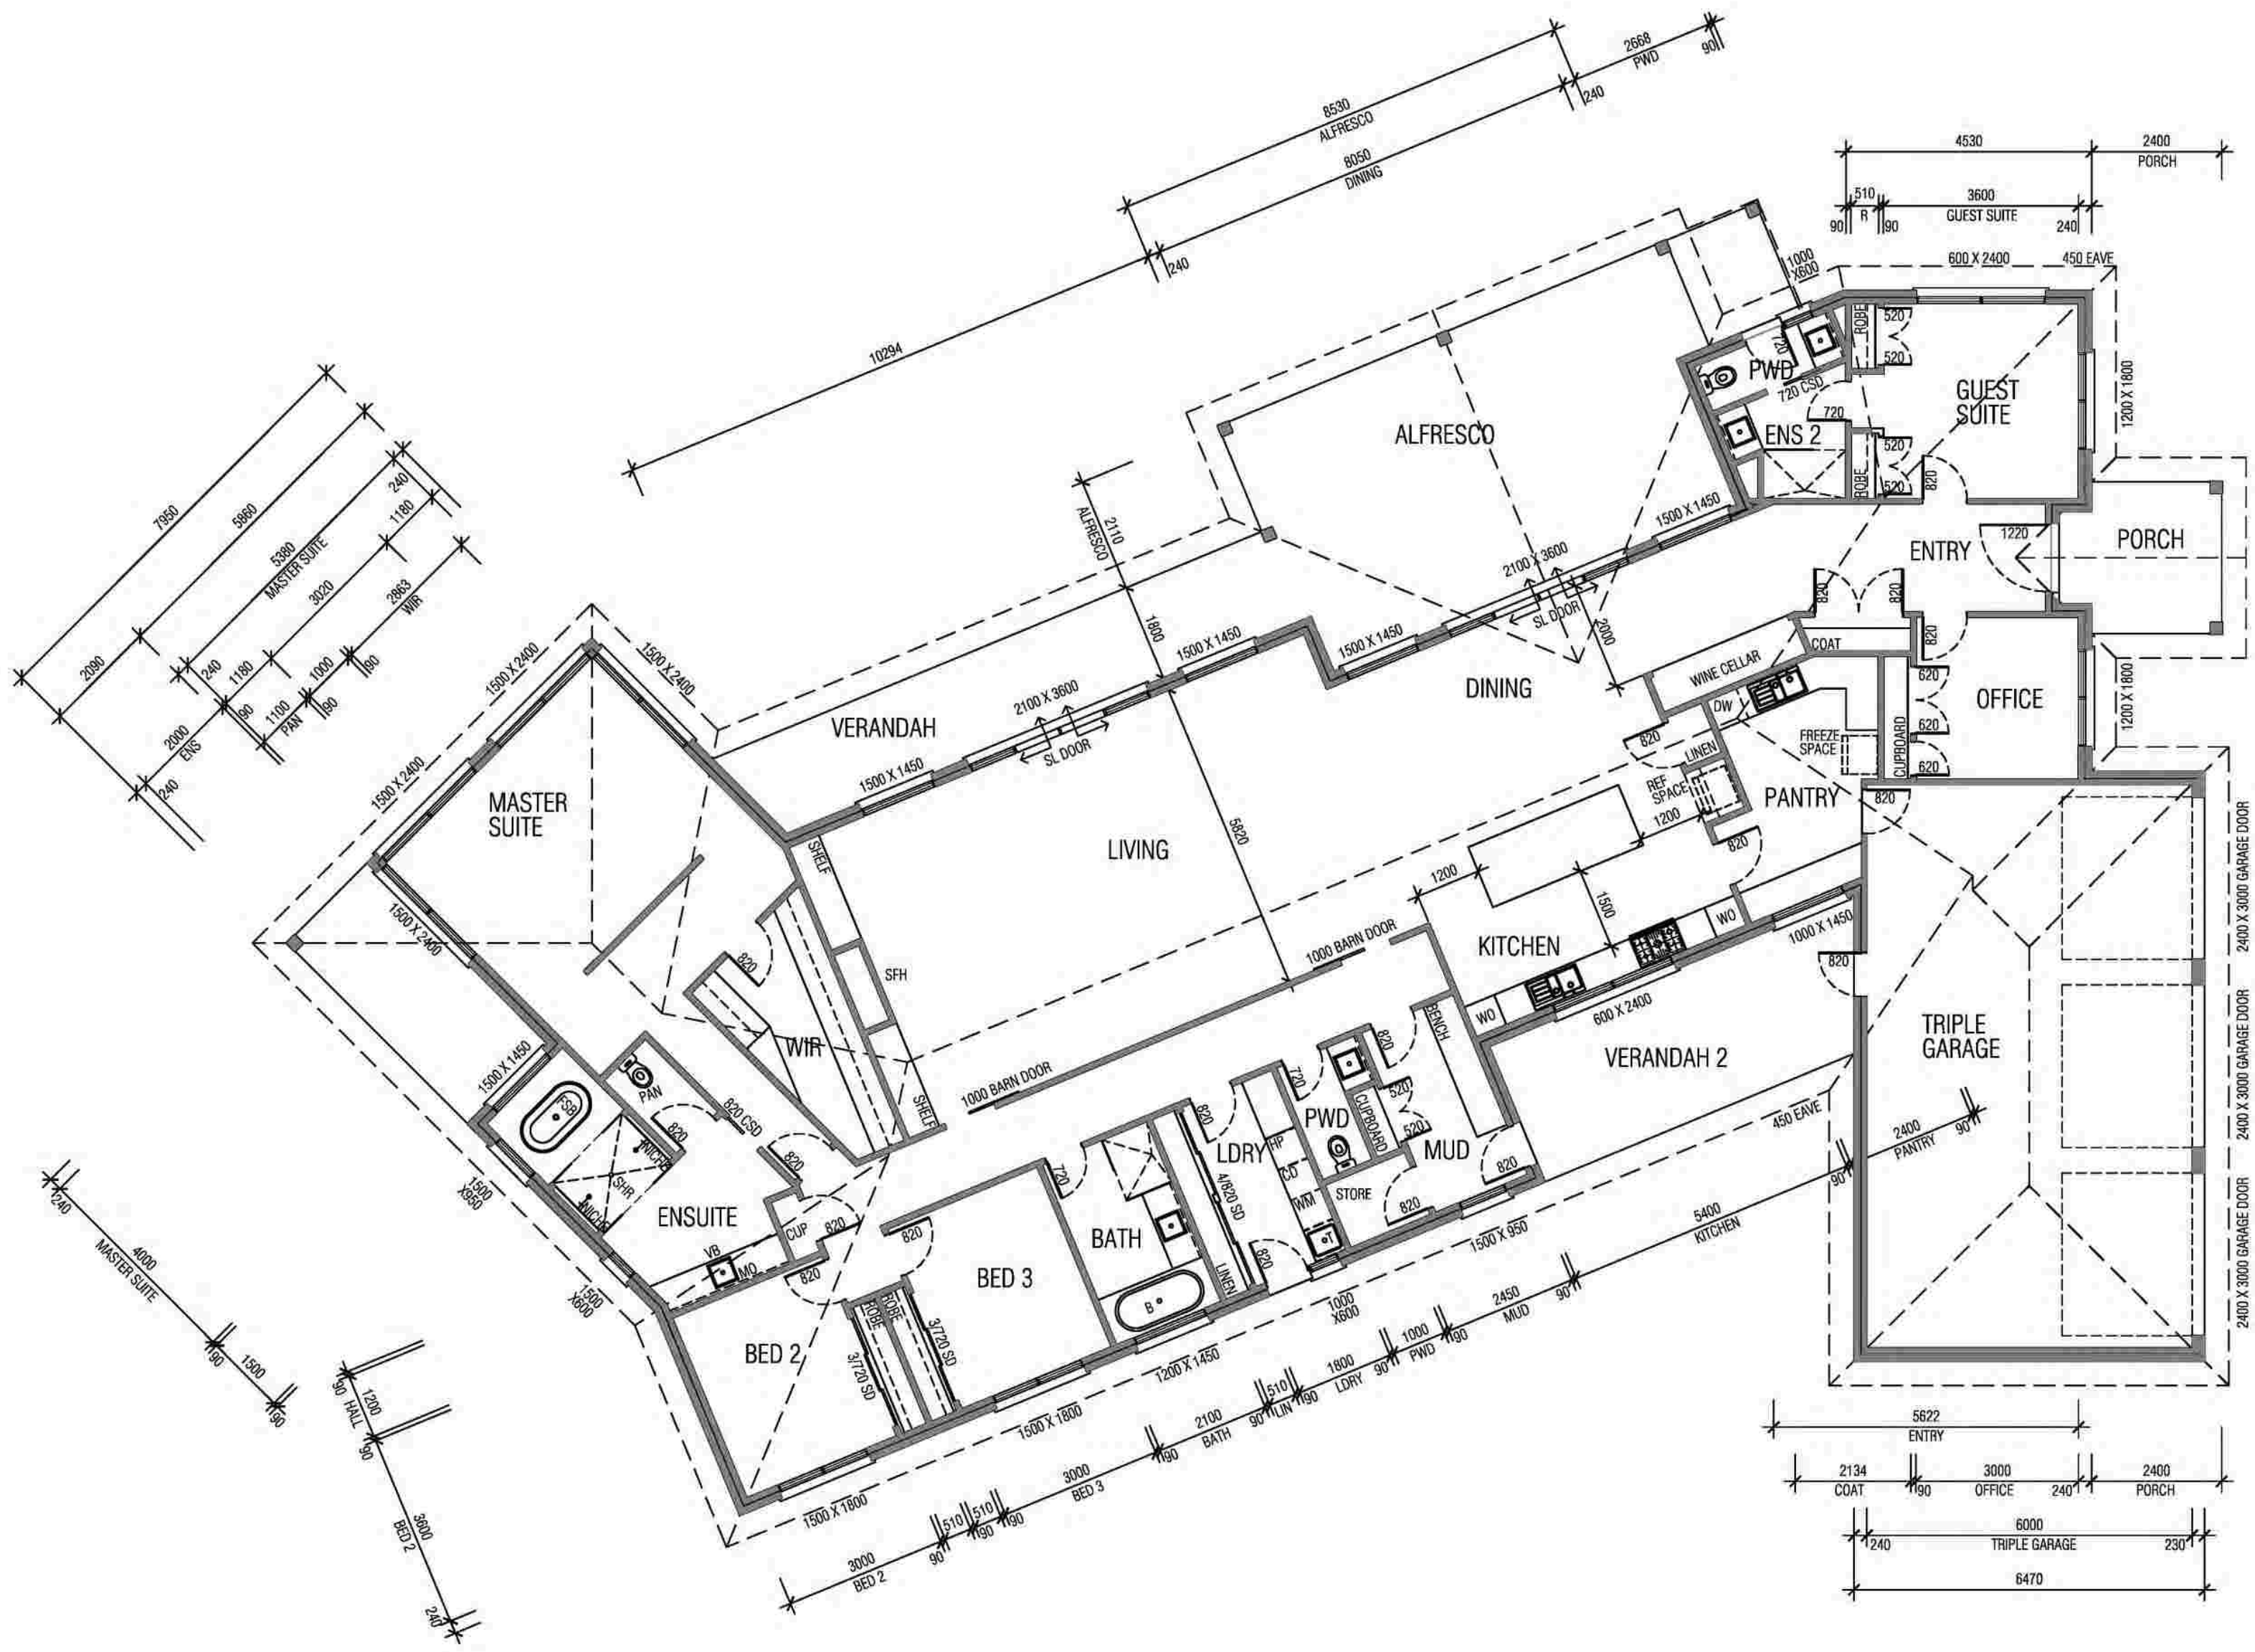 8530
ALFRESCO
2668
PWD
90
240
8050
DINING
240
10294
4530
2400
PORCH
510
R
3600
GUEST SUITE
90
90
240
600 X 2400
450 EAVE
1000
X600
7950
5860
5380
MASTER SUITE
240
1180
3020
2863
WIR
2090
240
1180
1000
90
90
1100
PAN
90
2000
ENS
240
2110
ALFRESCO
1800
ALFRESCO
PWD
720
720 CSD
ENS 2
720
ROBE
520
520
ROBE
520
520
GUEST
SUITE
820
1200 X 1800
1500 X 1450
2100 X 3600
SL DOOR
2000
ENTRY
1220
PORCH
820
820
COAT
820
WINE CELLAR
1500 X 1450
DINING
1500 X 1450
2100 X 3600
SL DOOR
1500 X 1450
VERANDAH
1500 X 2400
1500 X 2400
1500 X 2400
1500 X 2400
MASTER
SUITE
LIVING
5820
DW
820
LINEN
REF
SPACE
FREEZE
SPACE
PANTRY
CUPBOARD
620
620
620
OFFICE
1200 X 1800
820
820
1200
1200
1500
KITCHEN
WO
WO
600 X 2400
1000 X 1450
820
TRIPLE
GARAGE
2400 X 3000 GARAGE DOOR
2400 X 3000 GARAGE DOOR
2400 X 3000 GARAGE DOOR
SHELF
SFH
SHELF
820
WIR
1000 BARN DOOR
1000 BARN DOOR
BENCH
820
VERANDAH 2
450 EAVE
1500 X 1450
FSB
PAN
820
820 CSD
NICHE
SHR
NICHE
820
1500
X950
ENSUITE
VB
MO
CUP
820
1500
X600
820
820
BED 2
ROBE
ROBE
3/720 SD
3/720 SD
BED 3
720
BATH
B
820
4/820 SD
LINEN
LDRY
HP
CD
WM
T
820
720
PWD
CUPBOARD
520
520
MUD
STORE
820
820
1500 X 950
1000
X600
1200 X 1450
1500 X 1800
1500 X 1800
240
4000
MASTER SUITE
90
1500
90
90
1200
HALL
90
3600
BED 2
240
3000
BED 2
90
510
90
510
90
3000
BED 3
90
2100
BATH
90
510
LIN
90
1800
LDRY
90
1000
PWD
90
2450
MUD
90
5400
KITCHEN
90
2400
PANTRY
90
5622
ENTRY
2134
COAT
90
3000
OFFICE
240
2400
PORCH
6000
240
TRIPLE GARAGE
230
6470